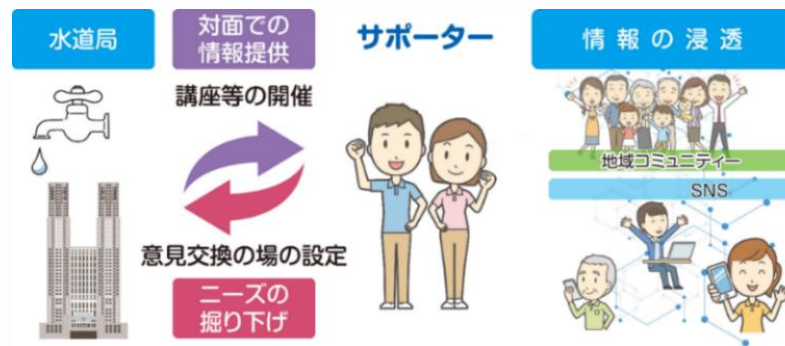 水道局
対面での
情報提供
講座等の開催
意見交換の場の設定
ニーズの
掘り下げ
サポーター
情報の浸透
地域コミュニティー
SNS